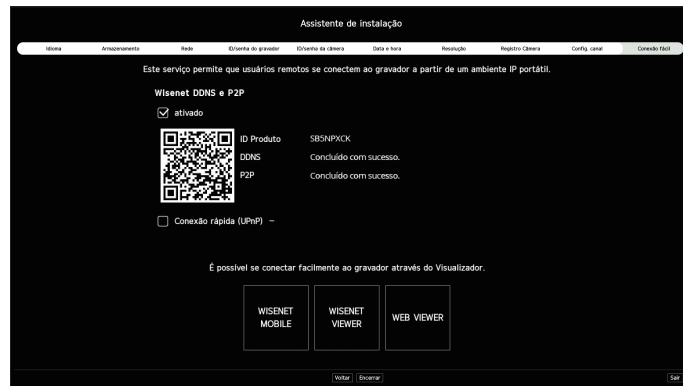 Assistente de instalação
Idioma Armazenamento Rede ID/senha do gravador ID/senha da câmera Data e hora Resolução Registro Câmera Config. canal Conexão fácil
Este serviço permite que usuários remotos se conectem ao gravador a partir de um ambiente IP portátil.
Wisenet DDNS e P2P
ativado
ID Produto SB5NPXCK
DDNS Concluído com sucesso.
P2P Concluído com sucesso.
Conexão rápida (UPnP) –
É possível se conectar facilmente ao gravador através do Visualizador.
WISENET MOBILE
WISENET VIEWER
WEB VIEWER
Voltar Encerrar Sair